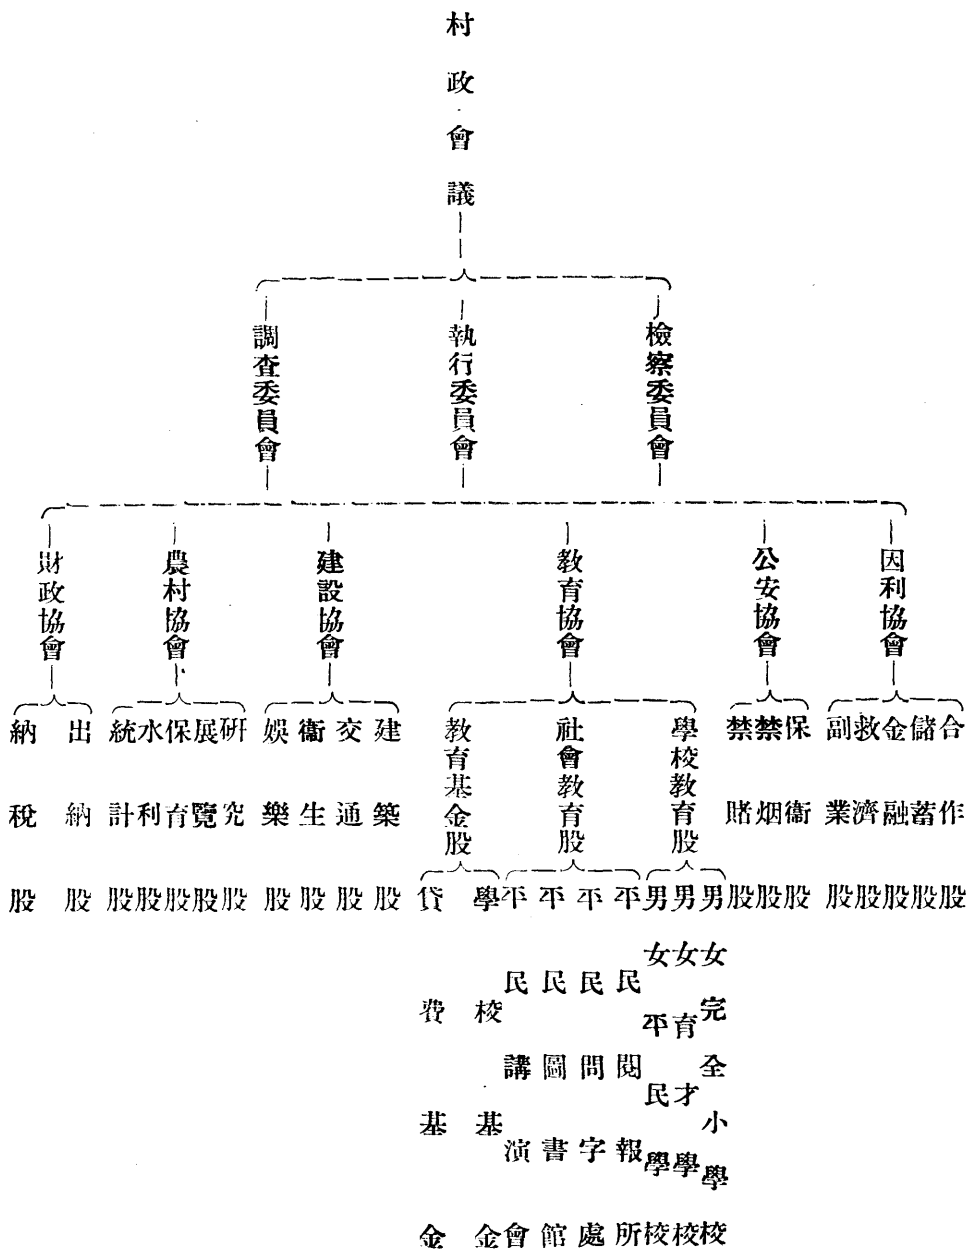 村政會議
檢察委員會
執行委員會
調查委員會
因利協會
公安協會
教育協會
建設協會
農村協會
財政協會
合作股
儲蓄股
金融股
救濟股
副業股
保衞股
禁烟股
禁賭股
學校教育股
社會教育股
教育基金股
建築股
交通股
衞生股
娛樂股
研究股
展覽股
保育股
水利股
統計股
出納股
納稅股
男女完全小學校
男女育才學校
男女平民學校
平民閱報所
平民問字處
平民圖書館
平民講演會
學校基金
貸費基金